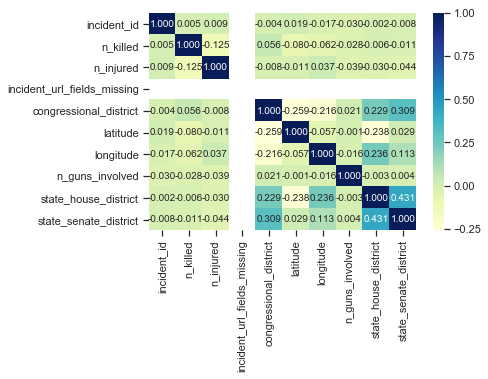 incident_id 1.000 0.005 0.009 -0.004 0.019 -0.017 -0.030 -0.002 -0.008
n_killed 0.005 1.000 -0.125 0.056 -0.080 -0.062 -0.028 -0.006 -0.011
n_injured 0.009 -0.125 1.000 -0.008 -0.011 0.037 -0.039 -0.030 -0.044
incident_url_fields_missing
congressional_district -0.004 0.056 -0.008 1.000 -0.259 -0.216 0.021 0.229 0.309
latitude 0.019 -0.080 -0.011 -0.259 1.000 -0.057 -0.001 -0.238 0.029
longitude -0.017 -0.062 0.037 -0.216 -0.057 1.000 -0.016 0.236 0.113
n_guns_involved -0.030 -0.028 -0.039 0.021 -0.001 -0.016 1.000 -0.003 0.004
state_house_district -0.002 -0.006 -0.030 0.229 -0.238 0.236 -0.003 1.000 0.431
state_senate_district -0.008 -0.011 -0.044 0.309 0.029 0.113 0.004 0.431 1.000
incident_id
n_killed
n_injured
incident_url_fields_missing
congressional_district
latitude
longitude
n_guns_involved
state_house_district
state_senate_district
1.00
0.75
0.50
0.25
0.00
-0.25